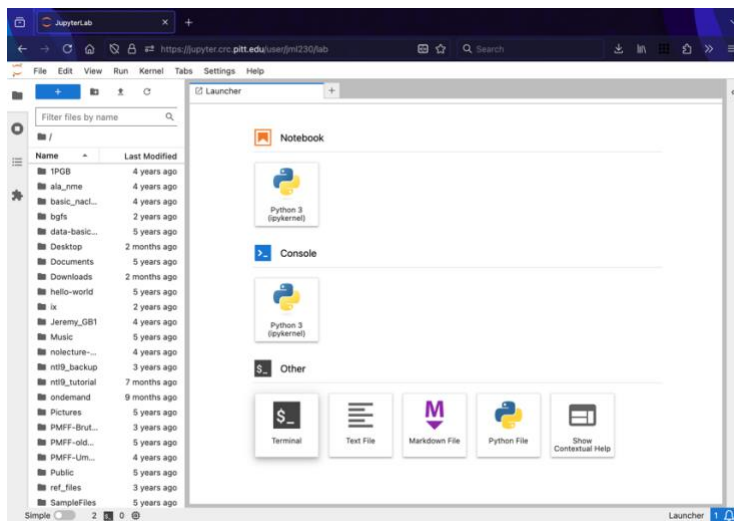 JupyterLab
https://jupyter.crc.pitt.edu/user/jml230/lab
Search
File Edit View Run Kernel Tabs Settings Help
Launcher
Filter files by name
/
Name Last Modified
1PGB 4 years ago
ala_nme 4 years ago
basic_nacl... 4 years ago
bgfs 2 years ago
data-basic... 5 years ago
Desktop 2 months ago
Documents 5 years ago
Downloads 2 months ago
hello-world 5 years ago
ix 2 years ago
Jeremy_GB1 4 years ago
Music 5 years ago
nolecture-... 4 years ago
ntl9_backup 3 years ago
ntl9_tutorial 7 months ago
ondemand 9 months ago
Pictures 5 years ago
PMFF-Brut... 3 years ago
PMFF-old... 5 years ago
PMFF-Um... 4 years ago
Public 5 years ago
ref_files 3 years ago
SampleFiles 5 years ago
Notebook
Python 3
(ipykernel)
Console
Python 3
(ipykernel)
$_ Other
$_
Terminal
Text File
M
Markdown File
Python File
Show
Contextual Help
Simple 2 $_ 0
Launcher 1